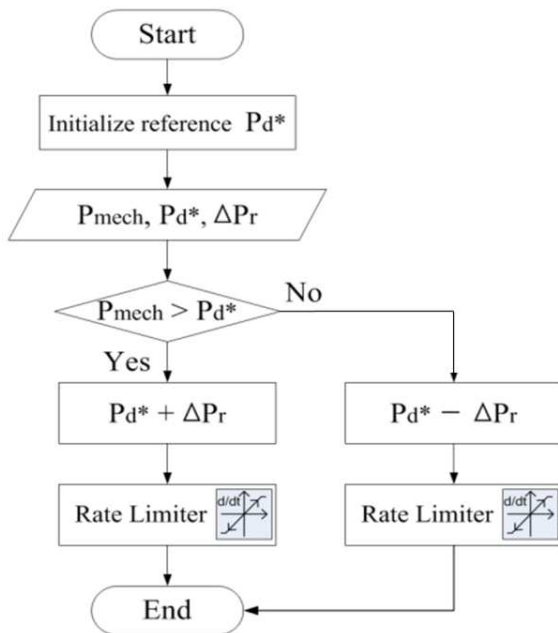 Start
Initialize reference Pd*
Pmech, Pd*, ΔPr
Pmech > Pd*
No
Yes
Pd* + ΔPr
Pd* − ΔPr
Rate Limiter d/dt
Rate Limiter d/dt
End